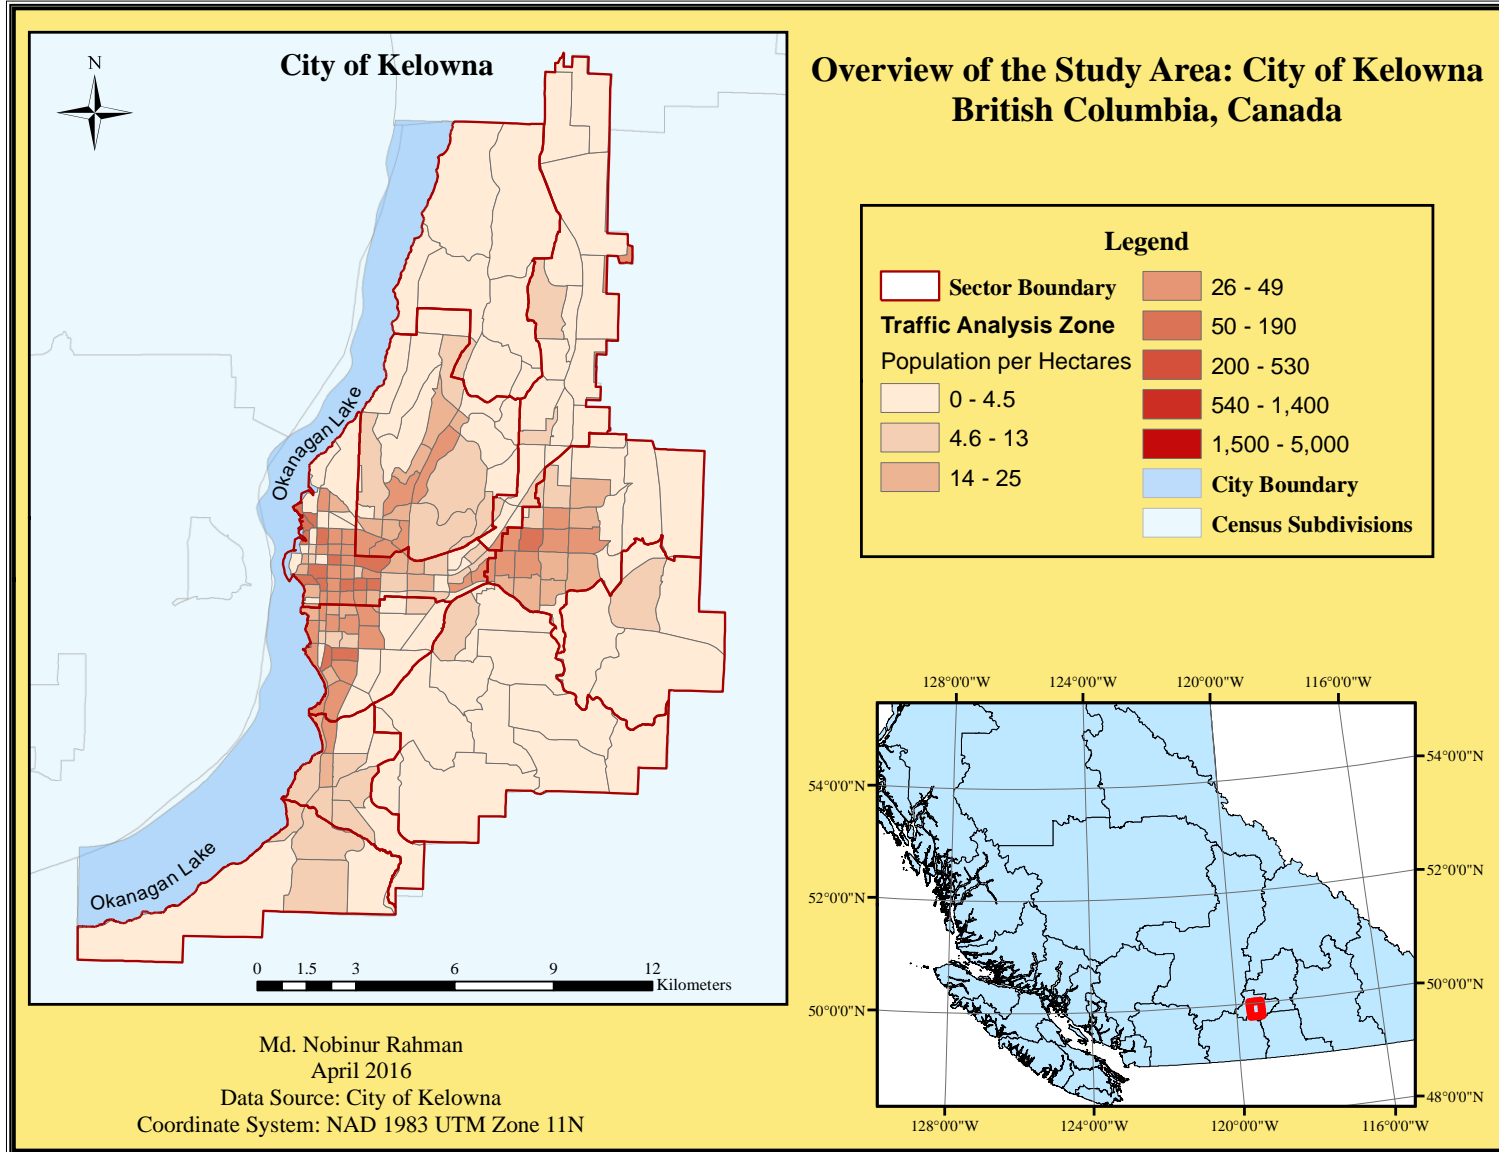 City of Kelowna
N
Okanagan Lake
Okanagan Lake
0 1.5 3 6 9 12
Kilometers
Overview of the Study Area: City of Kelowna
British Columbia, Canada
Legend
Sector Boundary
Traffic Analysis Zone
Population per Hectares
0 - 4.5
4.6 - 13
14 - 25
26 - 49
50 - 190
200 - 530
540 - 1,400
1,500 - 5,000
City Boundary
Census Subdivisions
128°0'0"W 124°0'0"W 120°0'0"W 116°0'0"W
54°0'0"N
54°0'0"N
52°0'0"N
52°0'0"N
50°0'0"N
50°0'0"N
48°0'0"N
128°0'0"W 124°0'0"W 120°0'0"W 116°0'0"W
Md. Nobinur Rahman
April 2016
Data Source: City of Kelowna
Coordinate System: NAD 1983 UTM Zone 11N